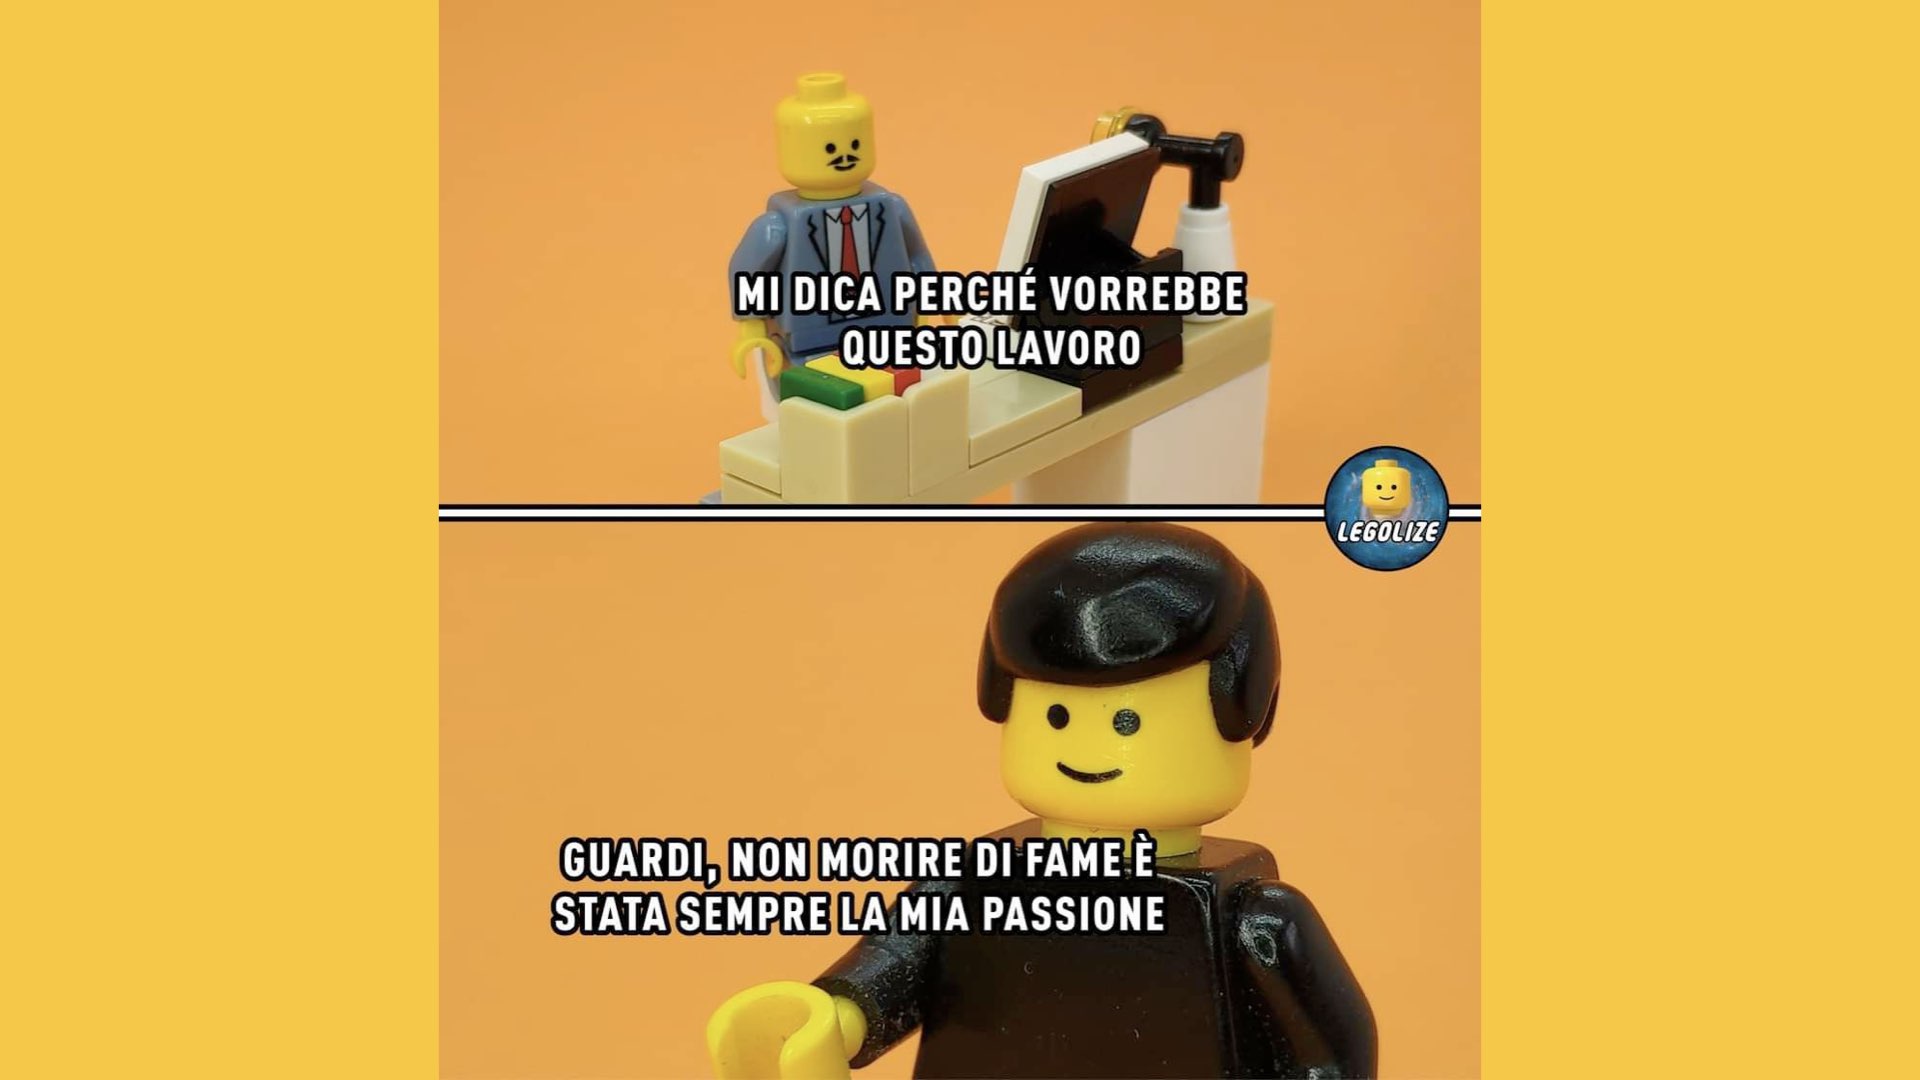 MI DICA PERCHÉ VORREBBE
QUESTO LAVORO
LEGOLIZE
GUARDI, NON MORIRE DI FAME È
STATA SEMPRE LA MIA PASSIONE